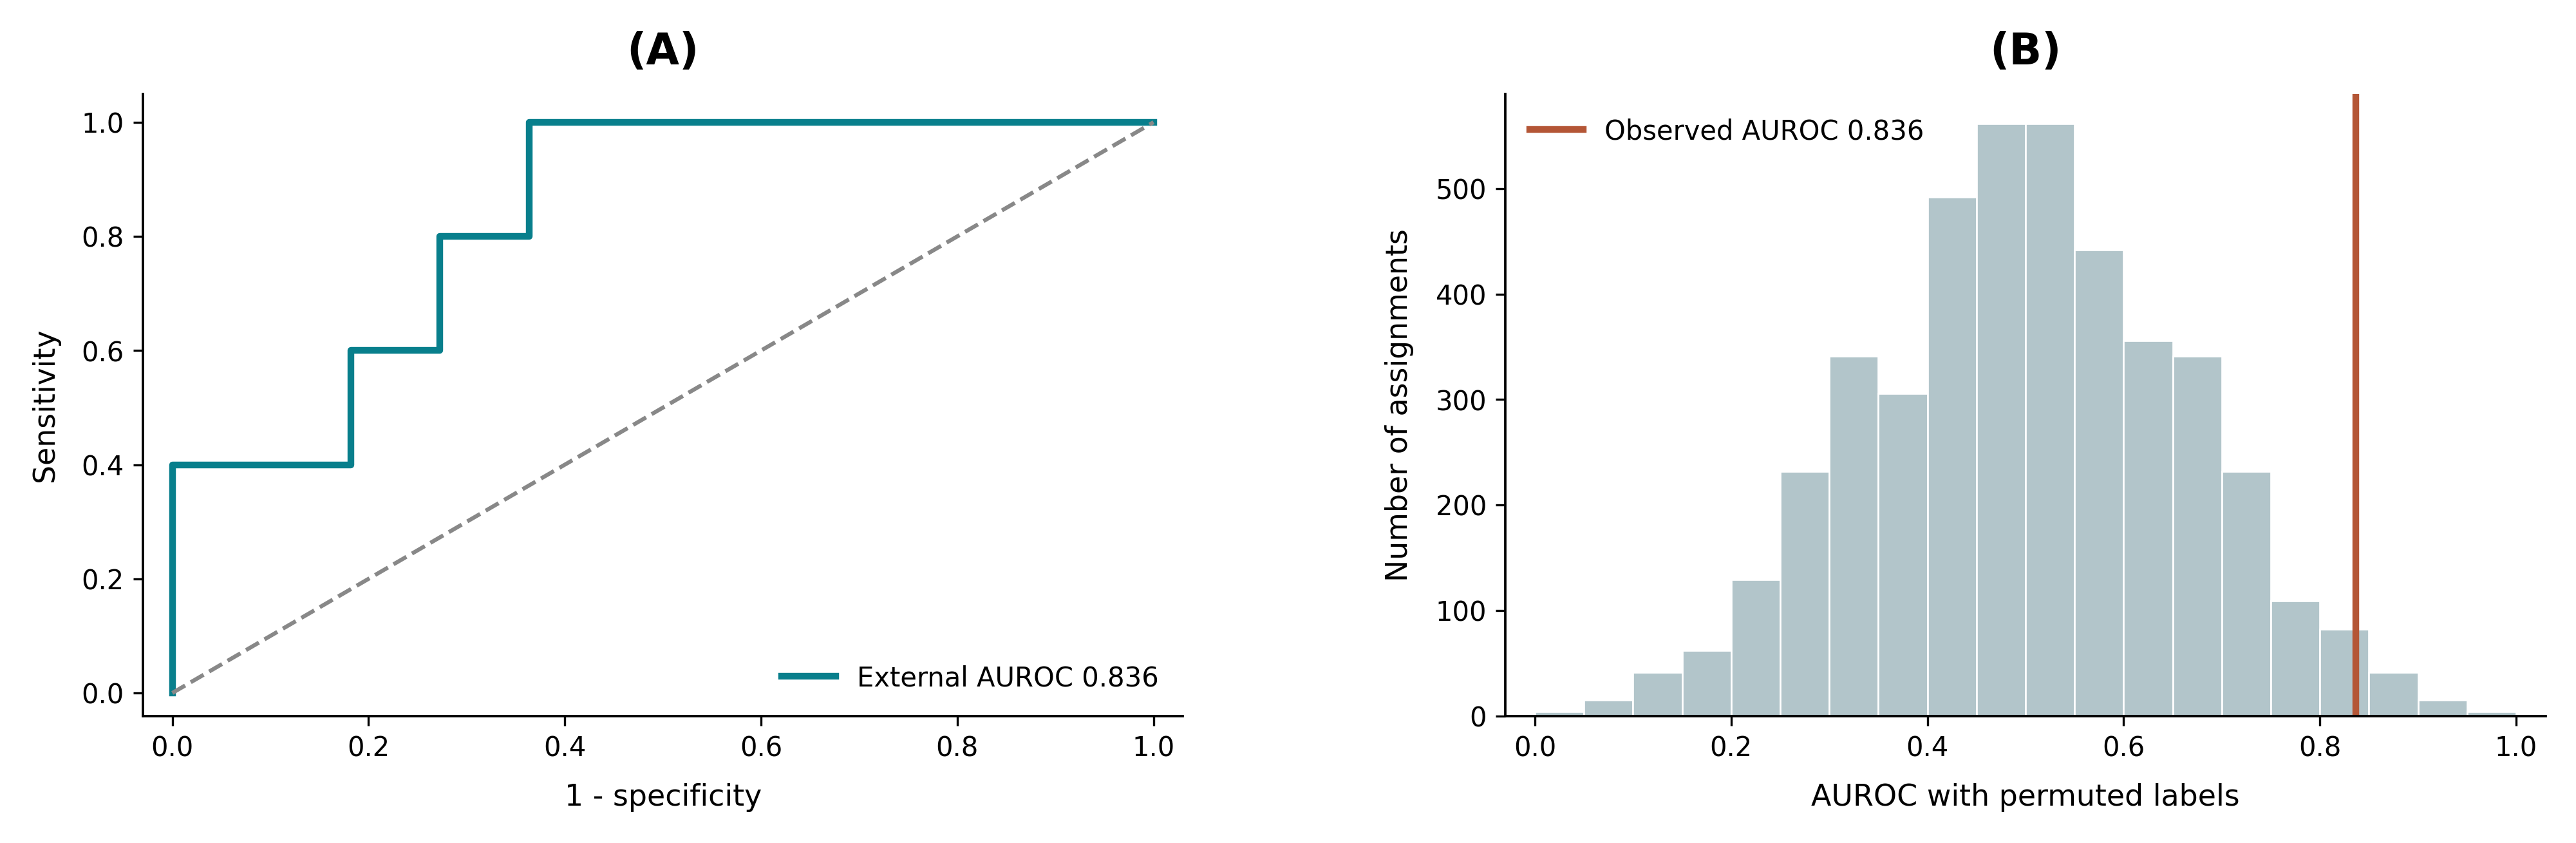 (A)
Sensitivity
1.0
0.8
0.6
0.4
0.2
0.0
External AUROC 0.836
0.0 0.2 0.4 0.6 0.8 1.0
1 - specificity
(B)
Number of assignments
500
400
300
200
100
0
Observed AUROC 0.836
0.0 0.2 0.4 0.6 0.8 1.0
AUROC with permuted labels